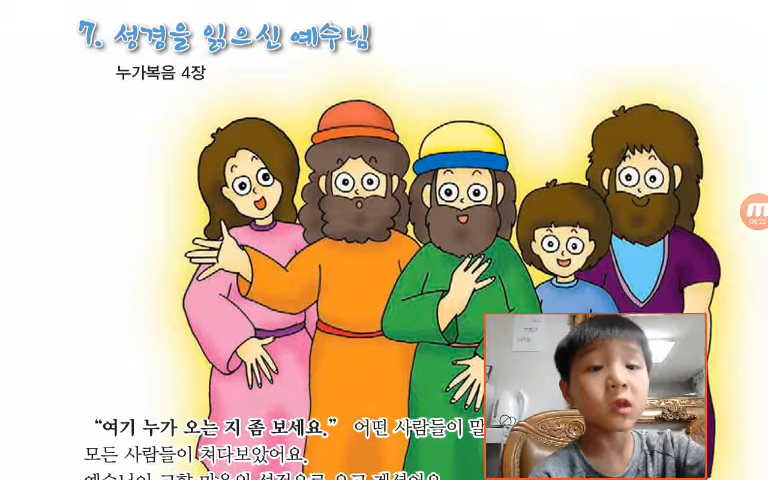 7. 성경을 읽으신 예수님
누가복음 4장
“여기 누가 오는 지 좀 보세요.” 어떤 사람들이 말
모든 사람들이 쳐다보았어요.